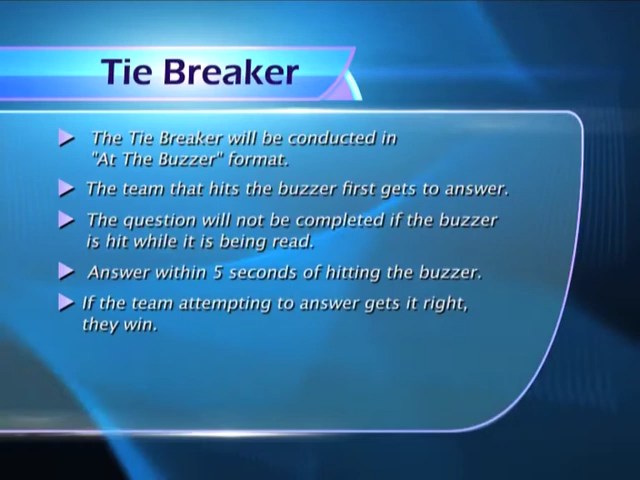 Tie Breaker
The Tie Breaker will be conducted in
"At The Buzzer" format.
The team that hits the buzzer first gets to answer.
The question will not be completed if the buzzer
is hit while it is being read.
Answer within 5 seconds of hitting the buzzer.
If the team attempting to answer gets it right,
they win.